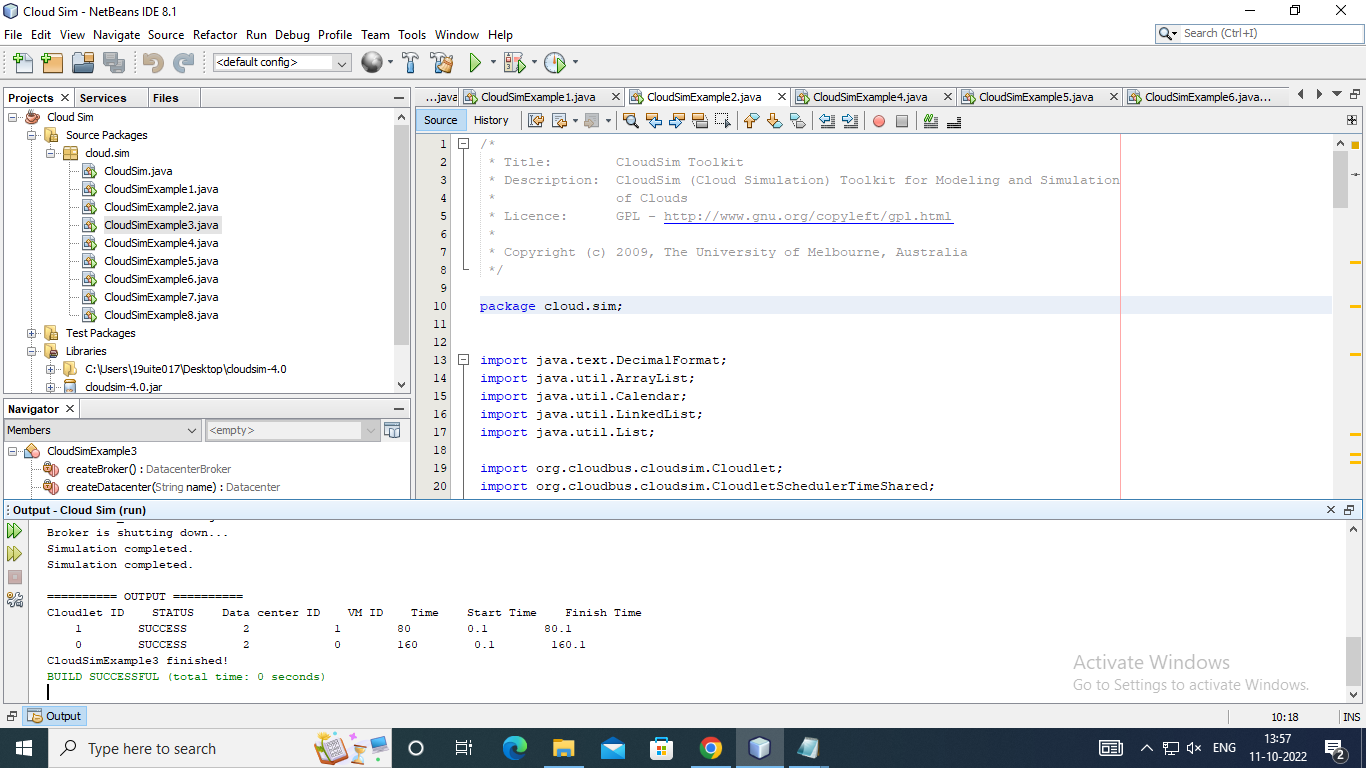 Cloud Sim - NetBeans IDE 8.1
File Edit View Navigate Source Refactor Run Debug Profile Team Tools Window Help
Search (Ctrl+I)
<default config>
Projects Services Files
Cloud Sim
Source Packages
cloud.sim
CloudSim.java
CloudSimExample1.java
CloudSimExample2.java
CloudSimExample3.java
CloudSimExample4.java
CloudSimExample5.java
CloudSimExample6.java
CloudSimExample7.java
CloudSimExample8.java
Test Packages
Libraries
C:\Users\19uite017\Desktop\cloudsim-4.0
cloudsim-4.0.jar
Navigator
Members <empty>
CloudSimExample3
createBroker() : DatacenterBroker
createDatacenter(String name) : Datacenter
...java CloudSimExample1.java CloudSimExample2.java CloudSimExample4.java CloudSimExample5.java CloudSimExample6.java...
Source History
1 /*
2 * Title: CloudSim Toolkit
3 * Description: CloudSim (Cloud Simulation) Toolkit for Modeling and Simulation
4 * of Clouds
5 * Licence: GPL - http://www.gnu.org/copyleft/gpl.html
6 *
7 * Copyright (c) 2009, The University of Melbourne, Australia
8 */
9
10 package cloud.sim;
11
12
13 import java.text.DecimalFormat;
14 import java.util.ArrayList;
15 import java.util.Calendar;
16 import java.util.LinkedList;
17 import java.util.List;
18
19 import org.cloudbus.cloudsim.Cloudlet;
20 import org.cloudbus.cloudsim.CloudletSchedulerTimeShared;
Output - Cloud Sim (run)
Broker is shutting down...
Simulation completed.
Simulation completed.
========== OUTPUT ==========
Cloudlet ID STATUS Data center ID VM ID Time Start Time Finish Time
1 SUCCESS 2 1 80 0.1 80.1
0 SUCCESS 2 0 160 0.1 160.1
CloudSimExample3 finished!
BUILD SUCCESSFUL (total time: 0 seconds)
Activate Windows
Go to Settings to activate Windows.
Output
10:18 INS
Type here to search
ENG
13:57
11-10-2022
2